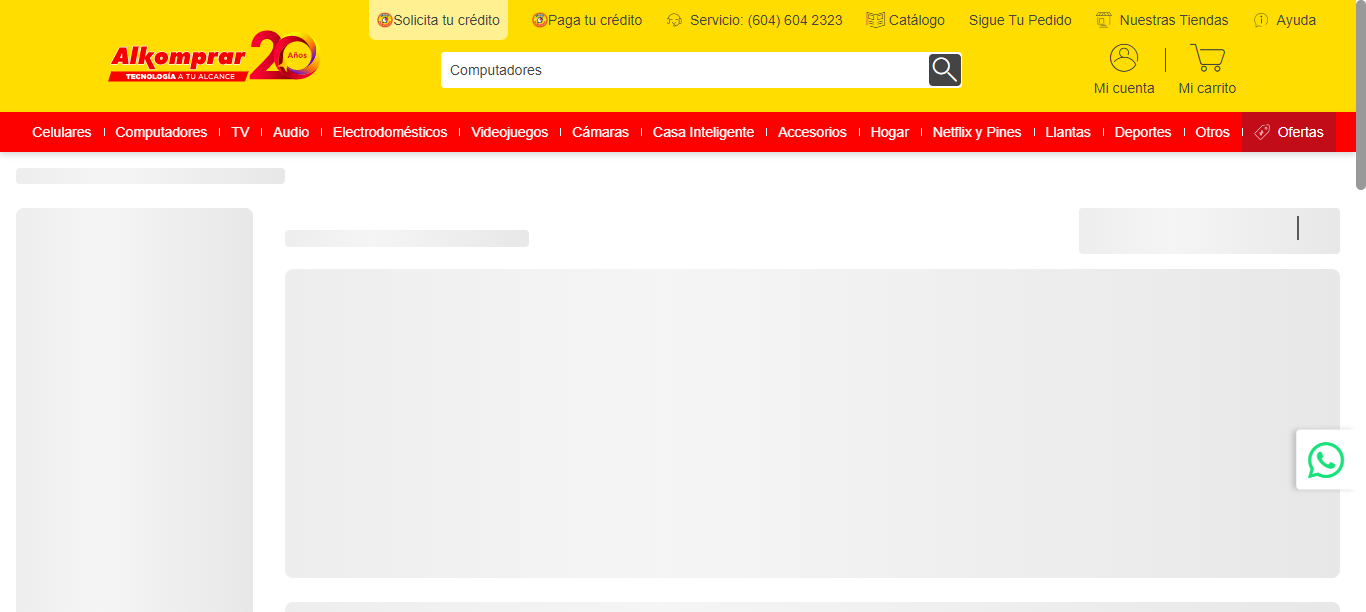 Solicita tu crédito
Paga tu crédito
Servicio: (604) 604 2323
Catálogo
Sigue Tu Pedido
Nuestras Tiendas
Ayuda
Alkomprar 20 Años
TECNOLOGÍA A TU ALCANCE
Computadores
Mi cuenta
Mi carrito
Celulares
Computadores
TV
Audio
Electrodomésticos
Videojuegos
Cámaras
Casa Inteligente
Accesorios
Hogar
Netflix y Pines
Llantas
Deportes
Otros
Ofertas